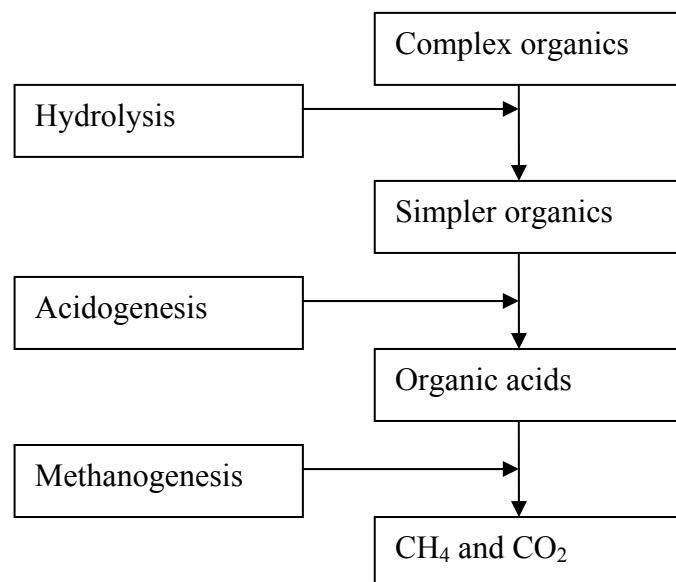 Complex organics
Hydrolysis
Simpler organics
Acidogenesis
Organic acids
Methanogenesis
CH₄ and CO₂